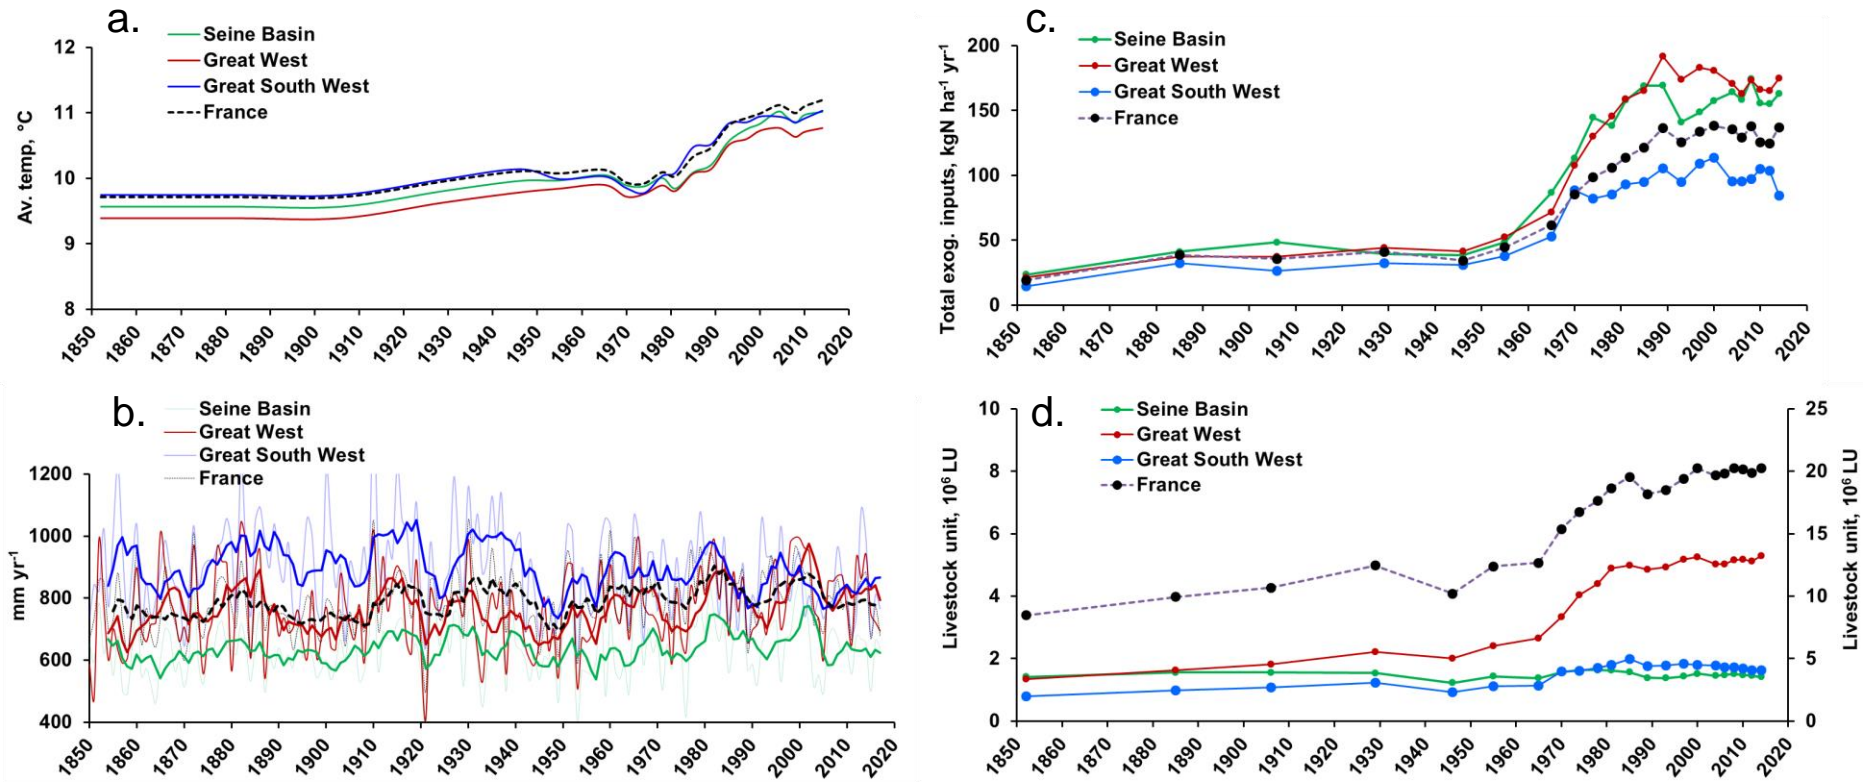 a.
Seine Basin
Great West
Great South West
France
Av. temp, °C
12
11
10
9
8
1850 1860 1870 1880 1890 1900 1910 1920 1930 1940 1950 1960 1970 1980 1990 2000 2010 2020
b.
Seine Basin
Great West
Great South West
France
mm yr-1
1200
1000
800
600
400
1850 1860 1870 1880 1890 1900 1910 1920 1930 1940 1950 1960 1970 1980 1990 2000 2010 2020
c.
Seine Basin
Great West
Great South West
France
Total exog. inputs, kgN ha-1 yr-1
200
150
100
50
0
1850 1860 1870 1880 1890 1900 1910 1920 1930 1940 1950 1960 1970 1980 1990 2000 2010 2020
d.
Seine Basin
Great West
Great South West
France
Livestock unit, 10⁶ LU
10
8
6
4
2
0
25
20
15
10
5
0
Livestock unit, 10⁶ LU
1850 1860 1870 1880 1890 1900 1910 1920 1930 1940 1950 1960 1970 1980 1990 2000 2010 2020